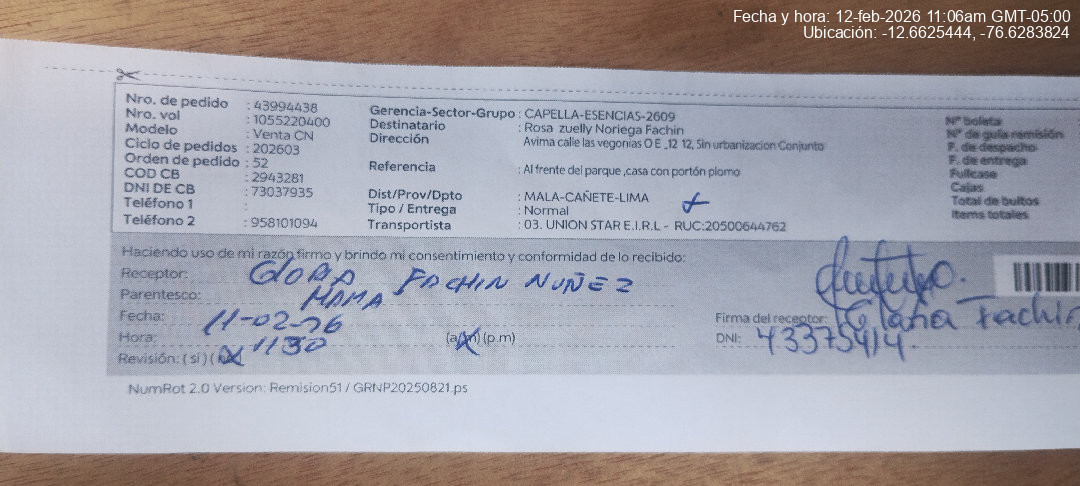 Fecha y hora: 12-feb-2026 11:06am GMT-05:00
Ubicación: -12.6625444, -76.6283824
Nro. de pedido : 43994438
Nro. vol : 1055220400
Modelo : Venta CN
Ciclo de pedidos : 202603
Orden de pedido : 52
COD CB : 2943281
DNI DE CB : 73037935
Teléfono 1 :
Teléfono 2 : 958101094
Gerencia-Sector-Grupo : CAPELLA-ESENCIAS-2609
Destinatario : Rosa zuelly Noriega Fachin
Dirección : Avima calle las vegonias O E ,12 12, Sin urbanizacion Conjunto
Referencia : Al frente del parque ,casa con portón plomo
Dist/Prov/Dpto : MALA-CAÑETE-LIMA
Tipo / Entrega : Normal
Transportista : 03. UNION STAR E.I.R.L - RUC:20500644762
N° boleta
N° de guia remisión
F. de despacho
F. de entrega
Fullcase
Cajas
Total de bultos
Items totales
Haciendo uso de mi razón firmo y brindo mi consentimiento y conformidad de lo recibido:
Receptor: GLORIA FACHIN NUÑEZ
Parentesco: MAMA
Fecha: 11-02-26
Hora: 1130 (a.m) (p.m)
Revisión: ( si) (
Firma del receptor: Fachin
DNI: 43375414
NumRot 2.0 Version: Remision51 / GRNP20250821.ps